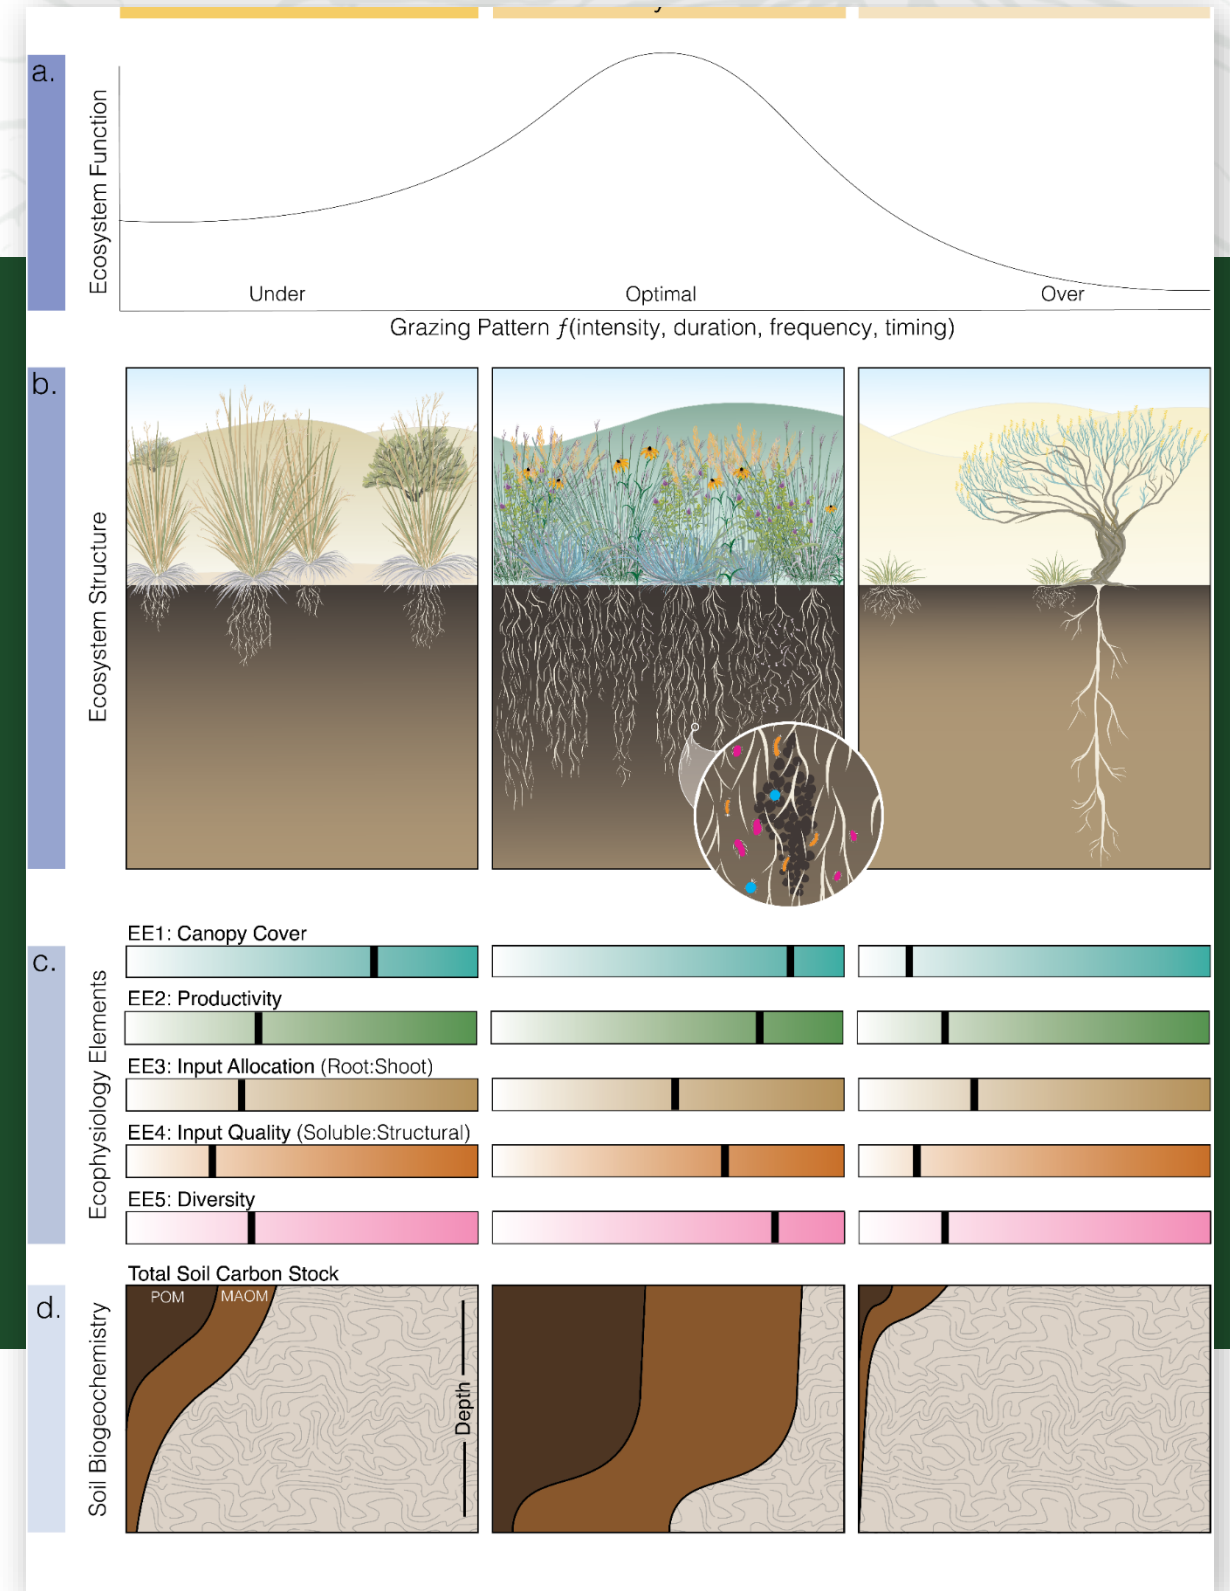 a.
Ecosystem Function
Under
Optimal
Over
Grazing Pattern f(intensity, duration, frequency, timing)
b.
Ecosystem Structure
c.
Ecophysiology Elements
EE1: Canopy Cover
EE2: Productivity
EE3: Input Allocation (Root:Shoot)
EE4: Input Quality (Soluble:Structural)
EE5: Diversity
d.
Soil Biogeochemistry
Total Soil Carbon Stock
POM
MAOM
Depth